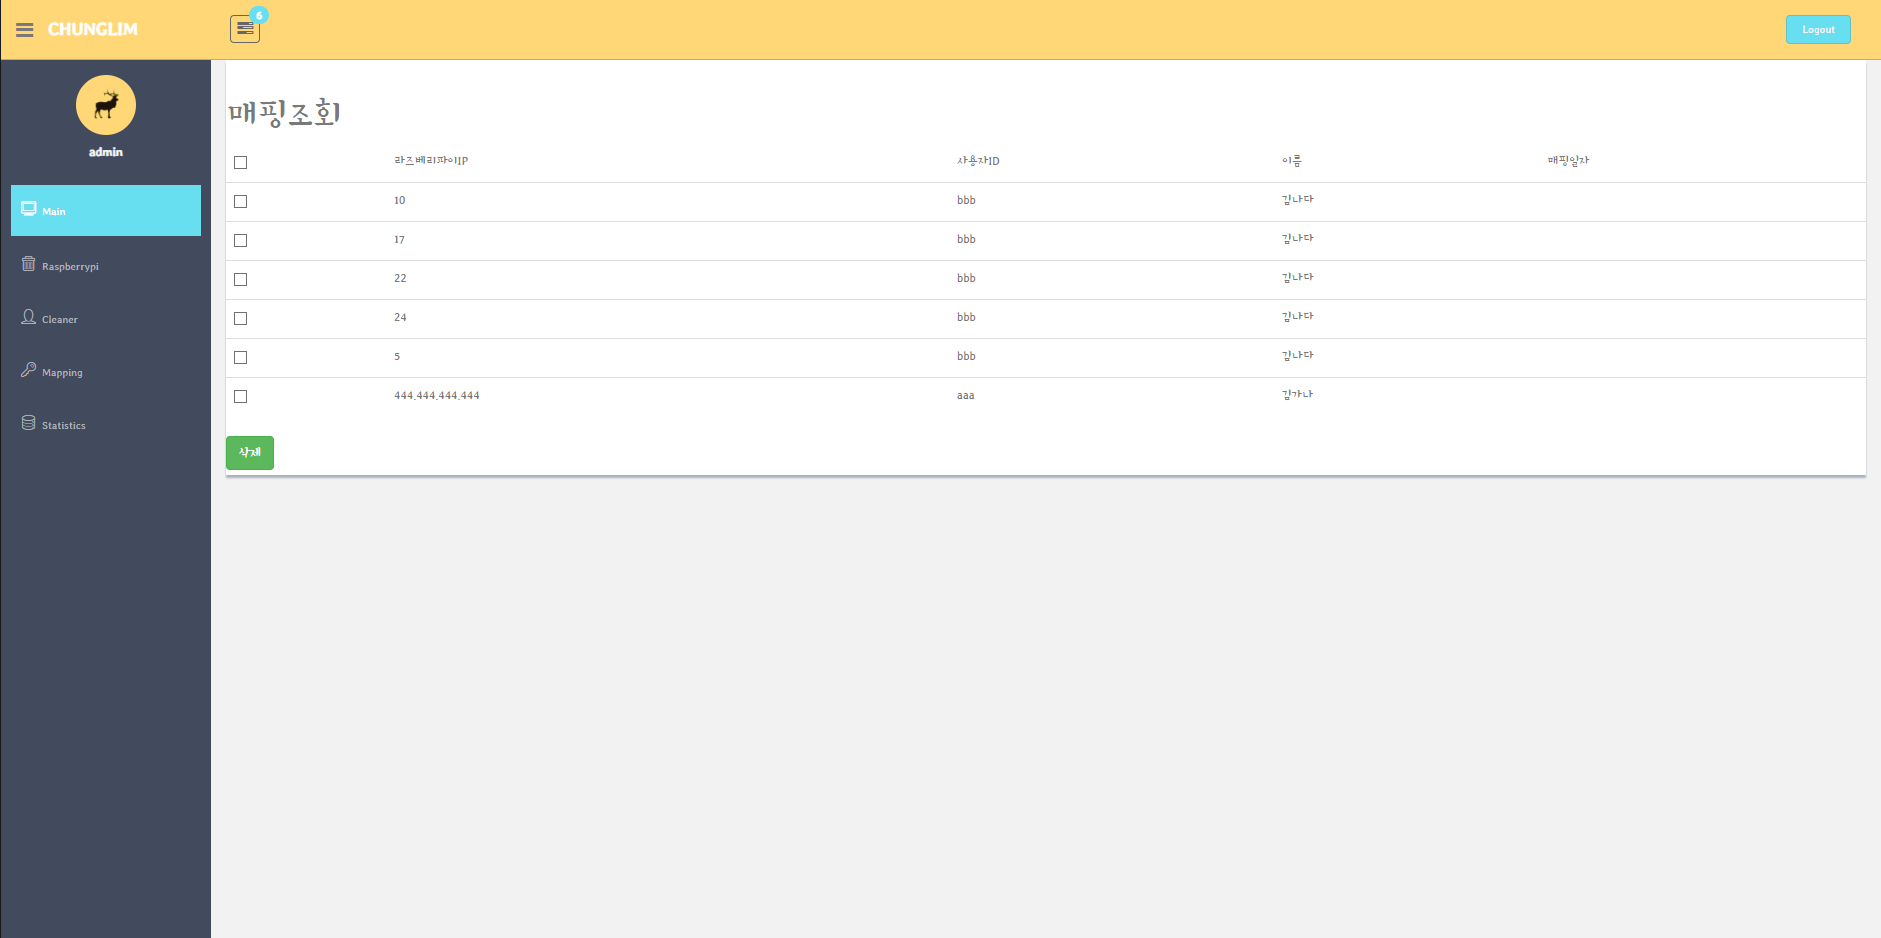 CHUNGLIM
6
Logout
admin
Main
Raspberrypi
Cleaner
Mapping
Statistics
매핑조회
라즈베리파이IP 사용자ID 이름 매핑일자
10 bbb 김나다
17 bbb 김나다
22 bbb 김나다
24 bbb 김나다
5 bbb 김나다
444.444.444.444 aaa 김가나
삭제